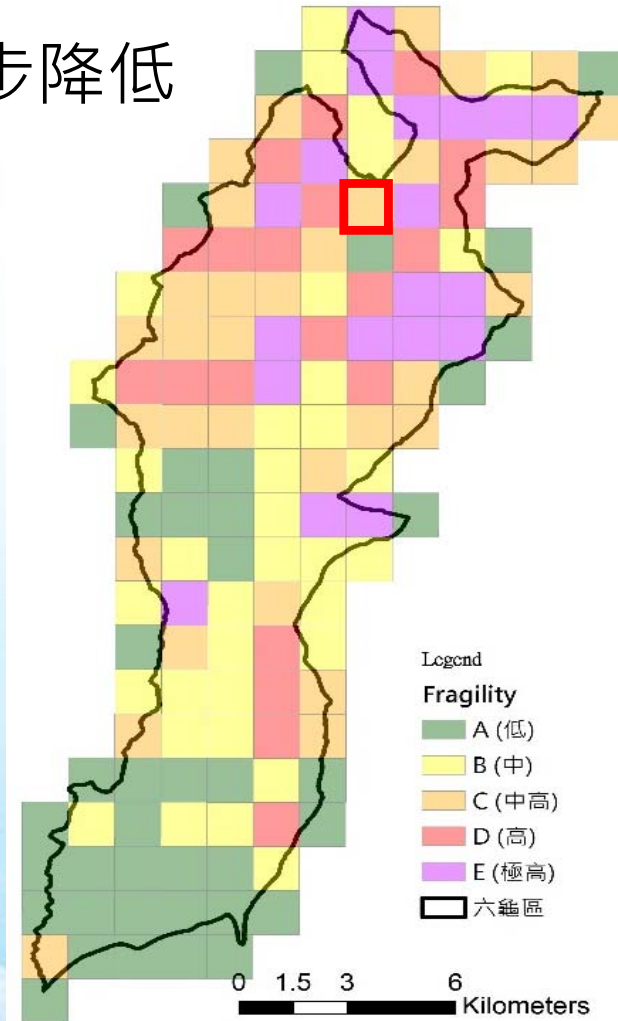 步降低
Legend
Fragility
A (低)
B (中)
C (中高)
D (高)
E (極高)
六龜區
0 1.5 3 6
Kilometers